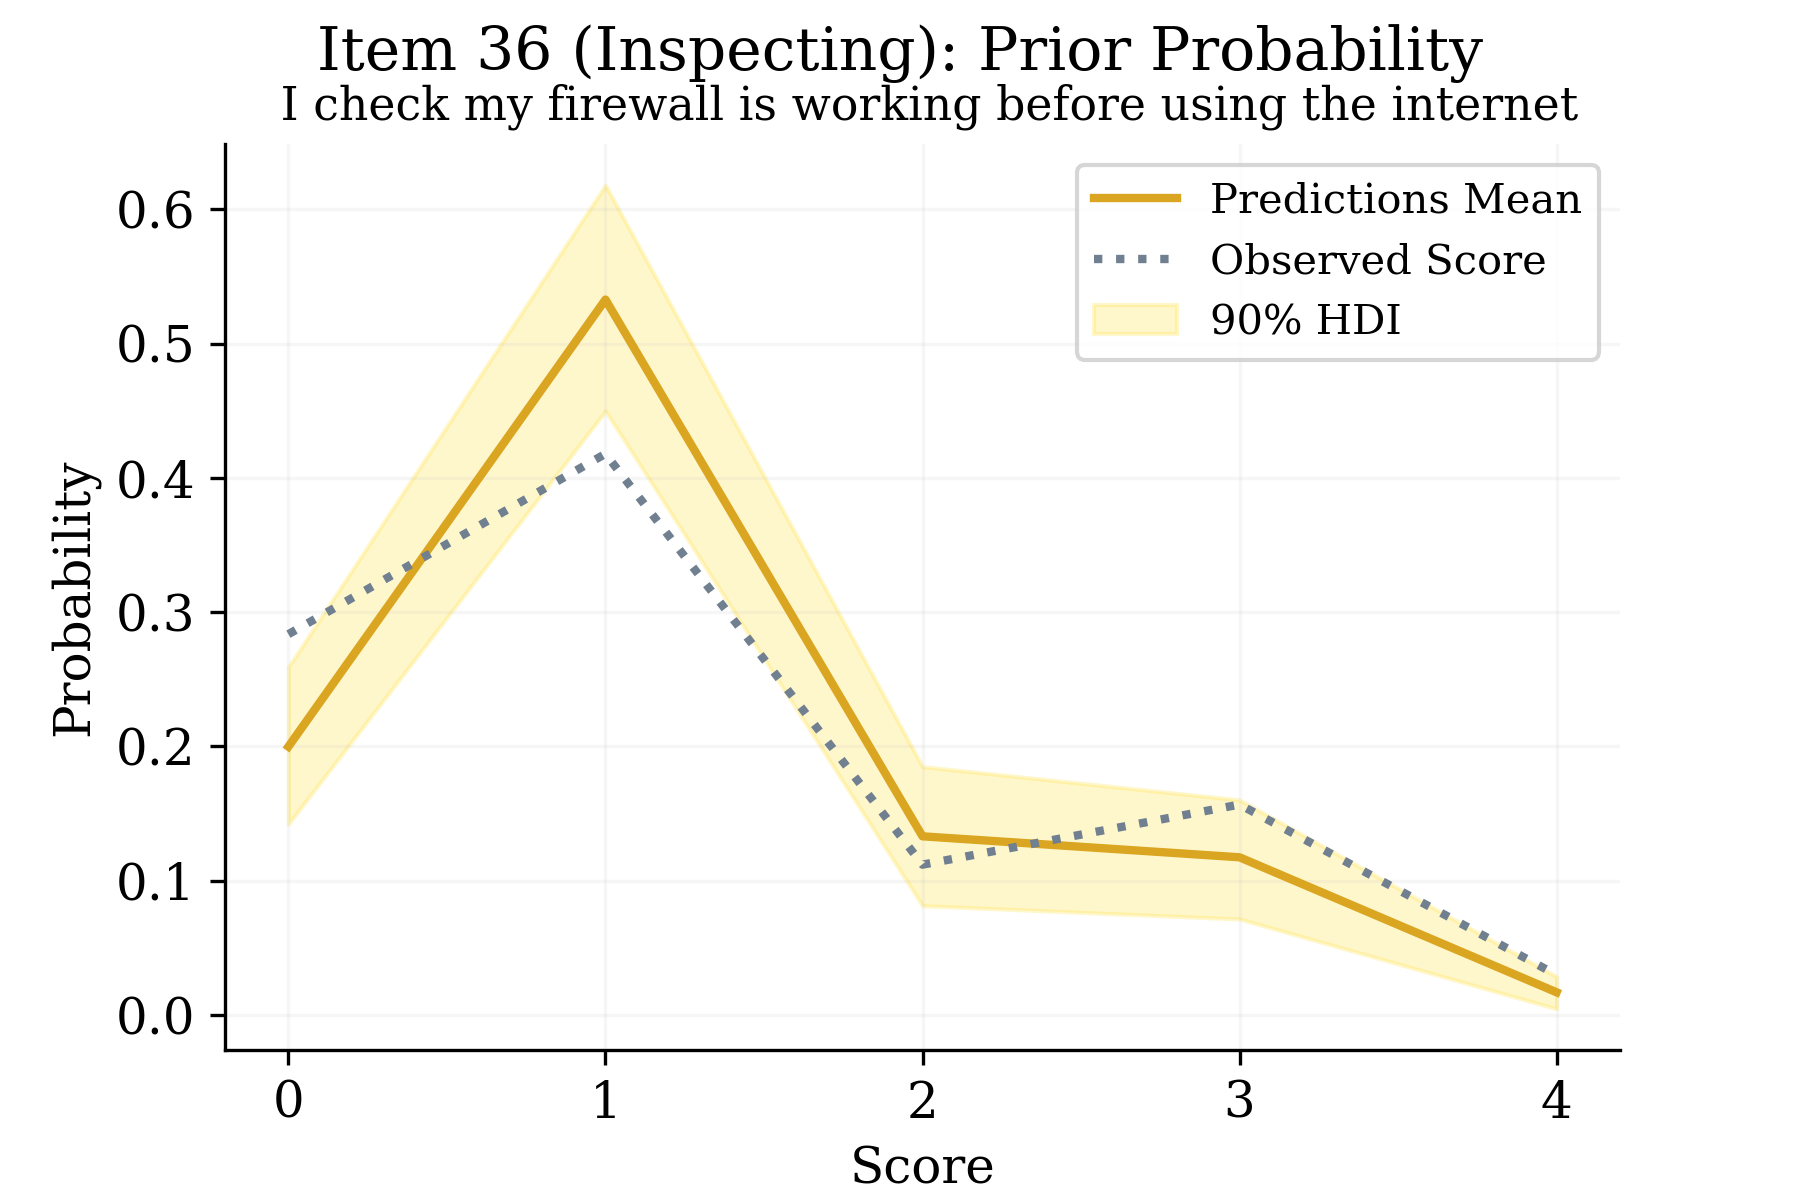 Item 36 (Inspecting): Prior Probability
I check my firewall is working before using the internet
Predictions Mean
Observed Score
90% HDI
Probability
0.6
0.5
0.4
0.3
0.2
0.1
0.0
0 1 2 3 4
Score